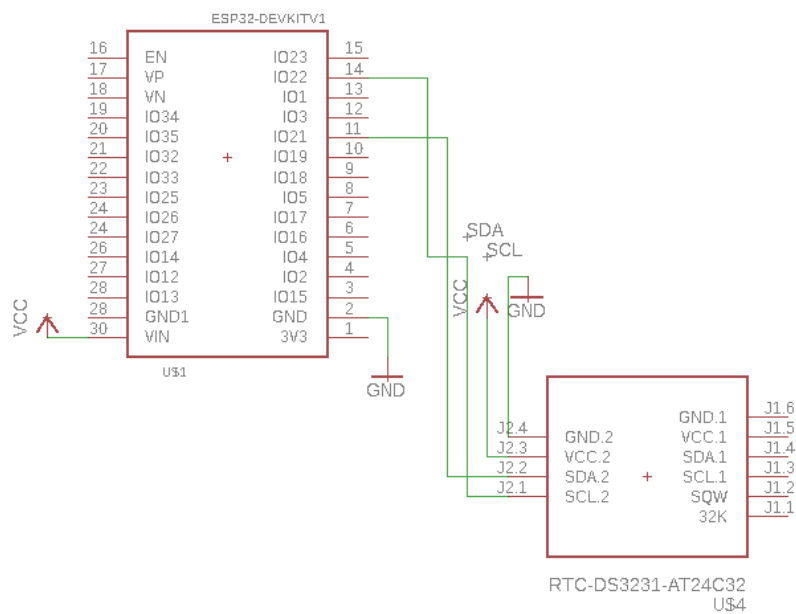 ESP32-DEVKITV1
16 EN IO23 15
17 VP IO22 14
18 VN IO1 13
19 IO34 IO3 12
20 IO35 IO21 11
21 IO32 IO19 10
22 IO33 IO18 9
23 IO25 IO5 8
24 IO26 IO17 7
24 IO27 IO16 6
26 IO14 IO4 5
27 IO12 IO2 4
28 IO13 IO15 3
28 GND1 GND 2
30 VIN 3V3 1
VCC
U$1
GND
SDA
SCL
VCC
GND
GND.1 J1.6
J2.4 GND.2 VCC.1 J1.5
J2.3 VCC.2 SDA.1 J1.4
J2.2 SDA.2 SCL.1 J1.3
J2.1 SCL.2 SQW J1.2
32K J1.1
RTC-DS3231-AT24C32
U$4